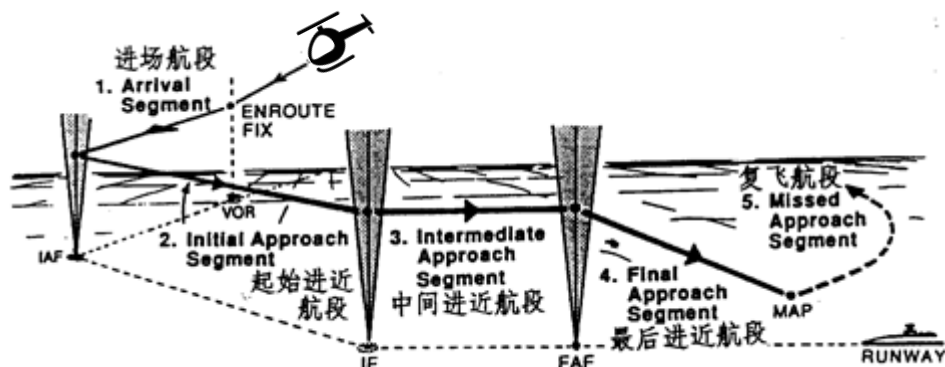 进场航段
1. Arrival
Segment
ENROUTE
FIX
VOR
IAF
2. Initial Approach
Segment
起始进近
航段
3. Intermediate
Approach
Segment
中间进近航段
4. Final
Approach
Segment
最后进近航段
复飞航段
5. Missed
Approach
Segment
MAP
IF
FAF
RUNWAY